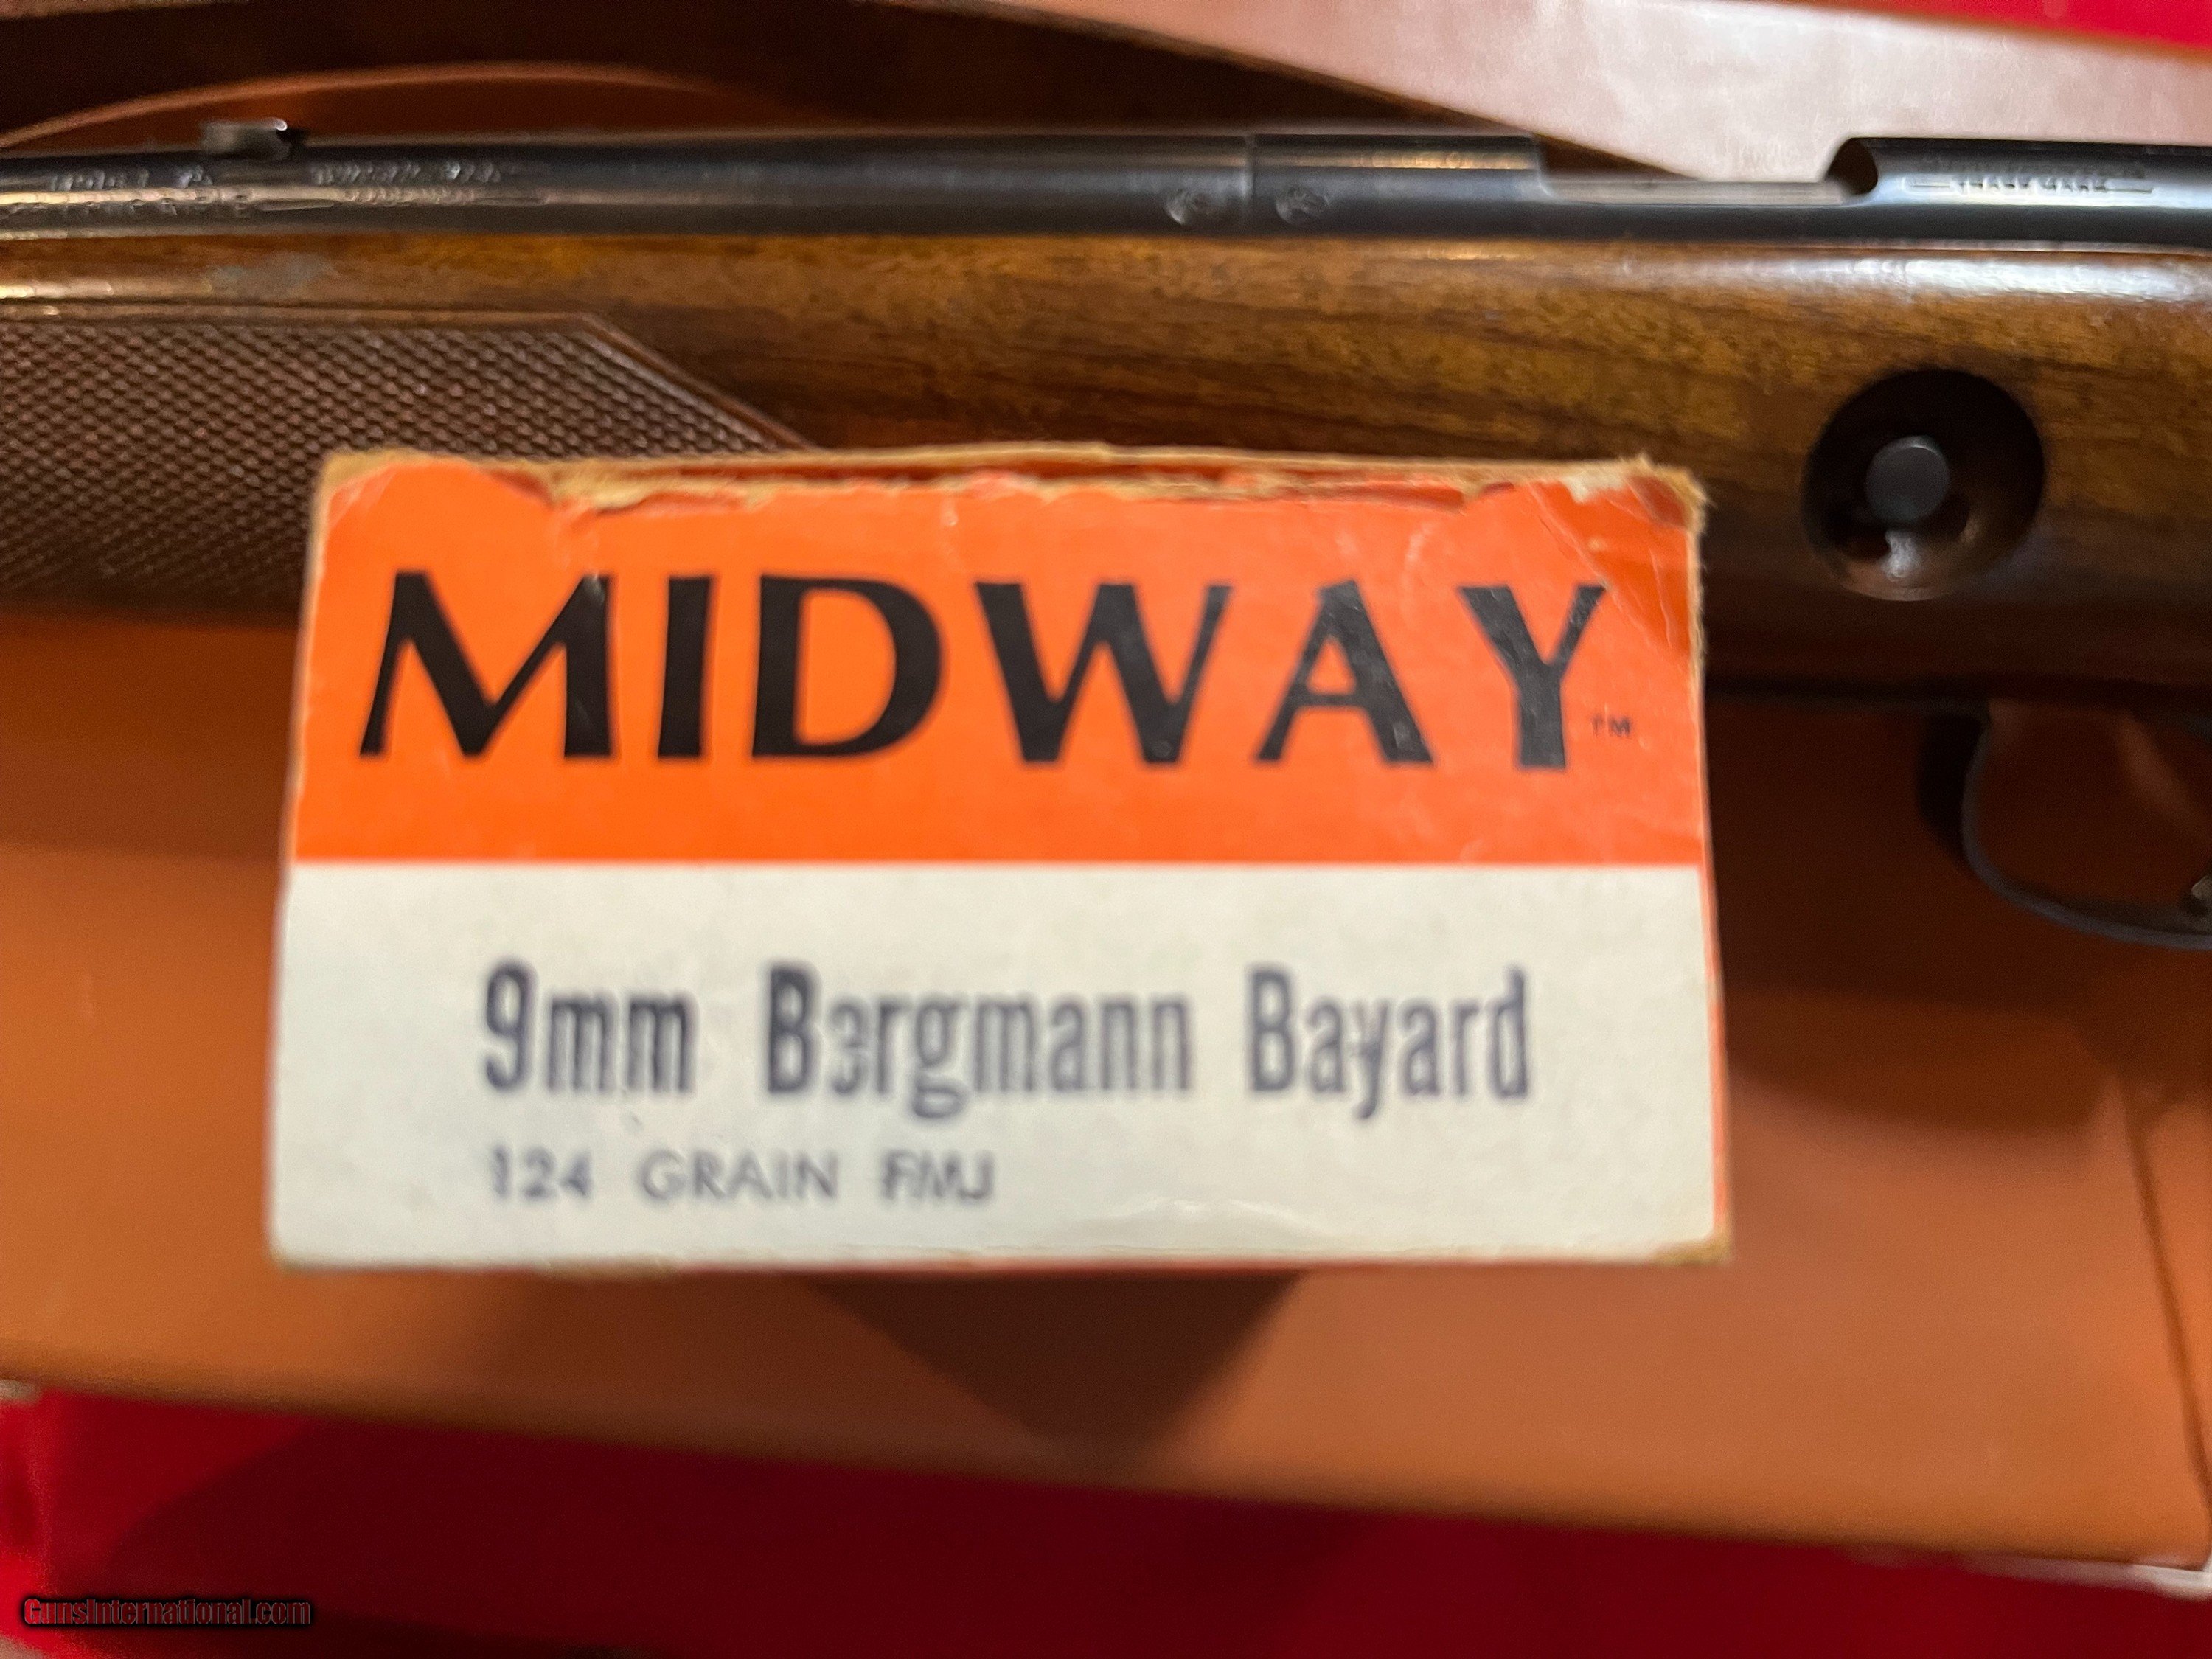 MIDWAY™
9mm Bergmann Bayard
124 GRAIN FMJ
GunsInternational.com